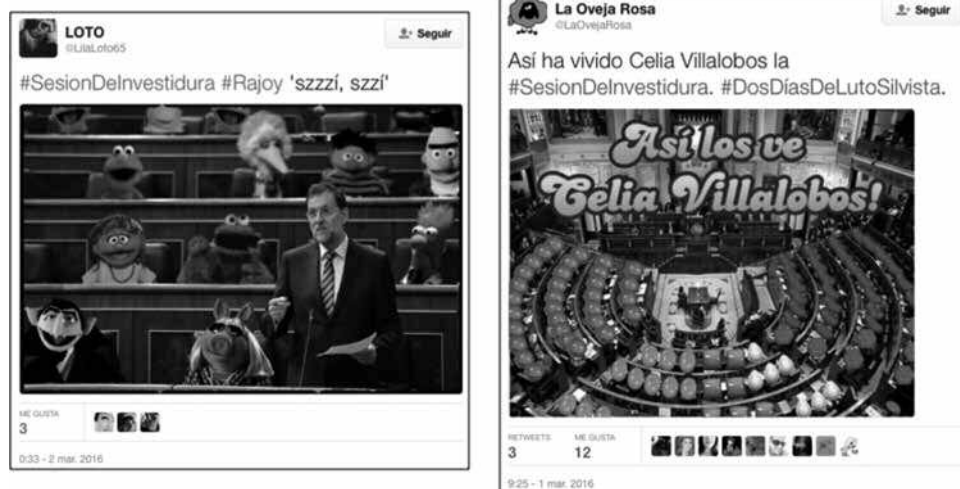 LOTO
@LilaLoto65
Seguir
#SesionDeInvestidura #Rajoy 'szzzí, szzí'
ME GUSTA
3
0:33 - 2 mar. 2016
La Oveja Rosa
@LaOvejaRosa
Seguir
Así ha vivido Celia Villalobos la
#SesionDeInvestidura. #DosDíasDeLutoSilvista.
Así los ve
Celia Villalobos!
RETWEETS
3
ME GUSTA
12
9:25 - 1 mar. 2016